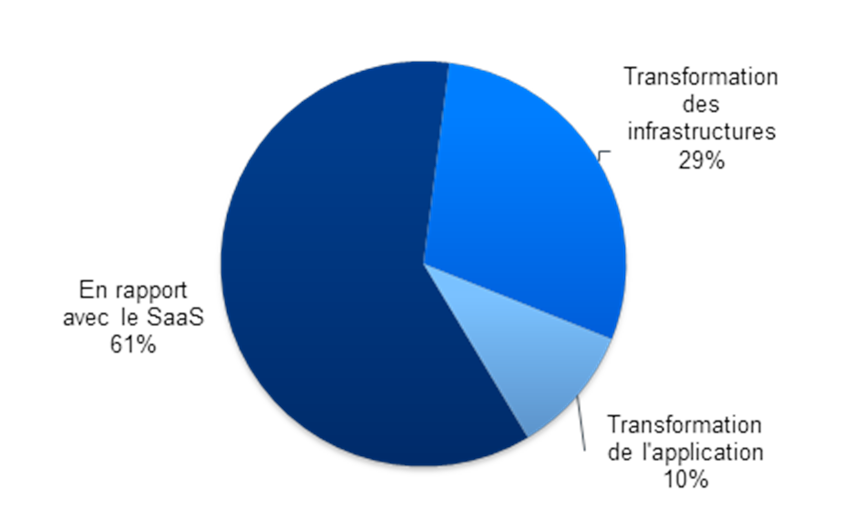 Transformation
des
infrastructures
29%
En rapport
avec le SaaS
61%
Transformation
de l'application
10%